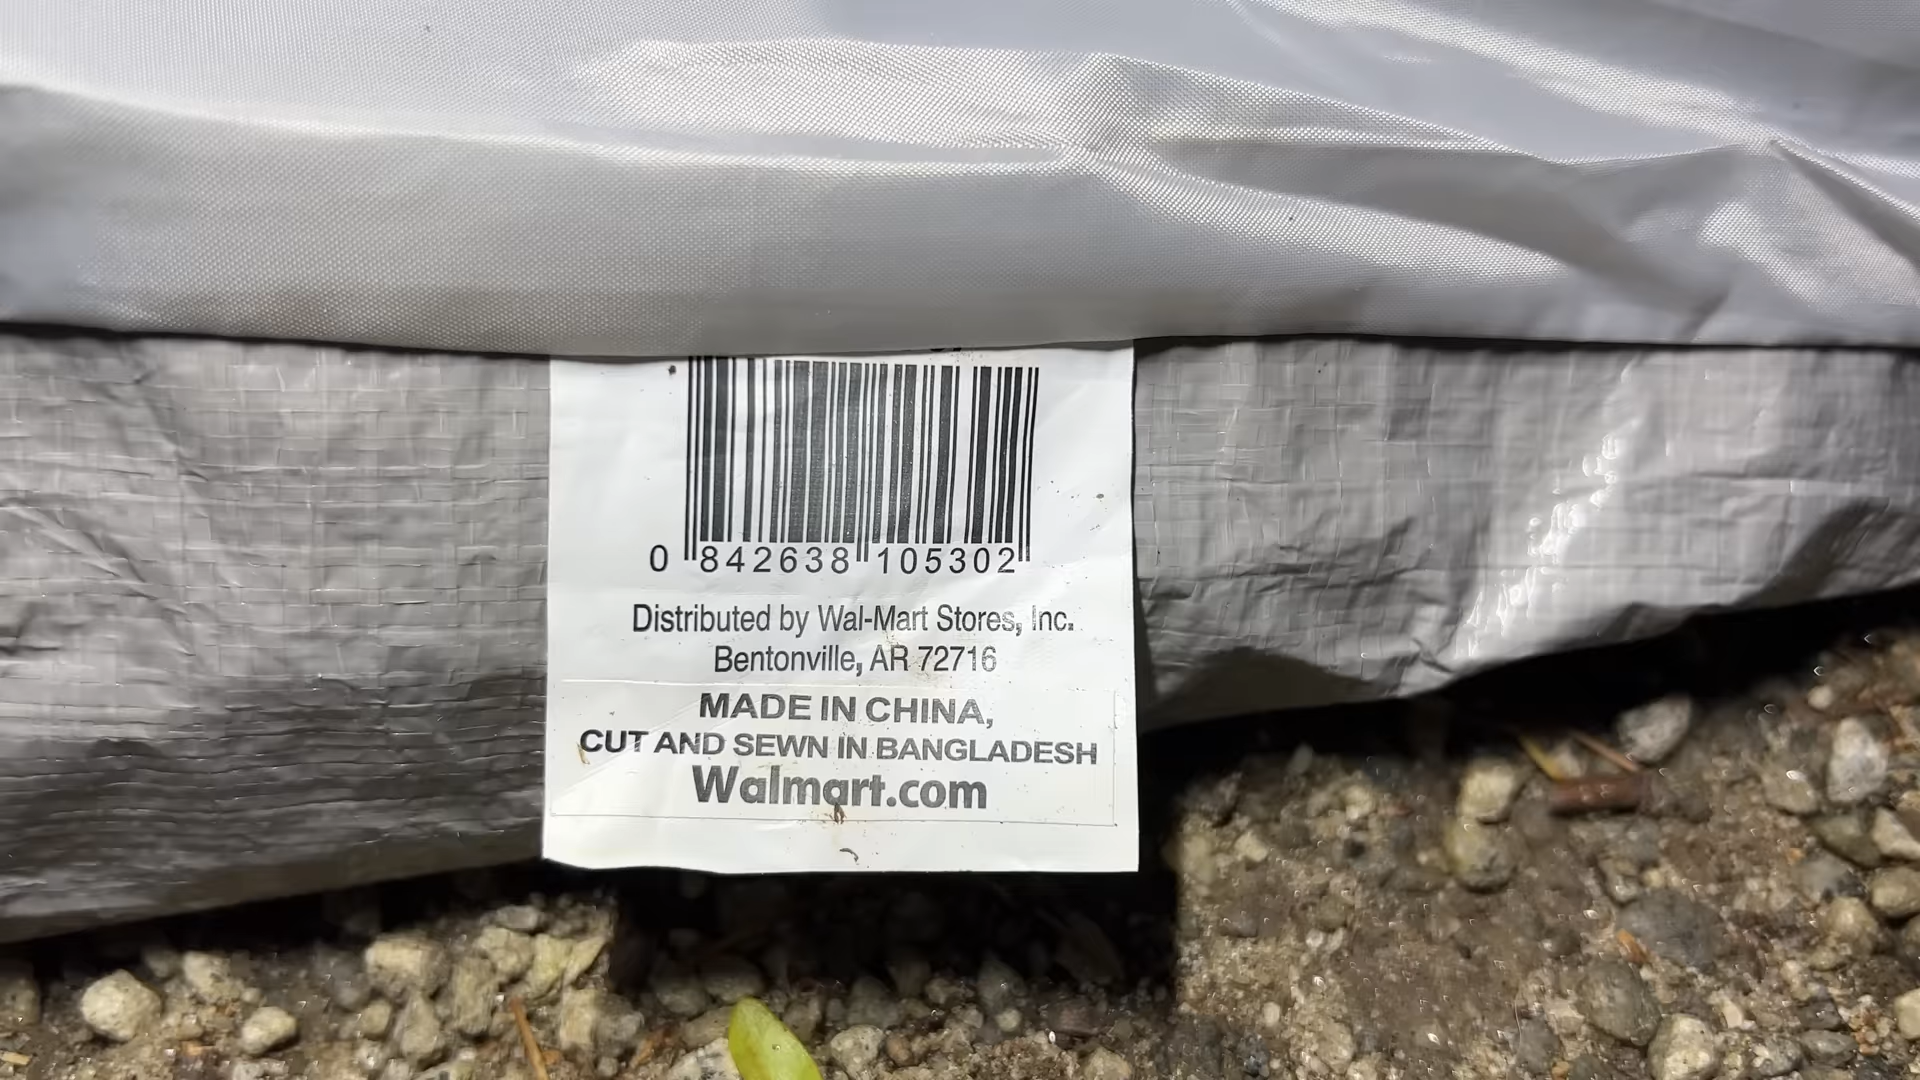 0 842638 105302
Distributed by Wal-Mart Stores, Inc.
Bentonville, AR 72716
MADE IN CHINA,
CUT AND SEWN IN BANGLADESH
Walmart.com